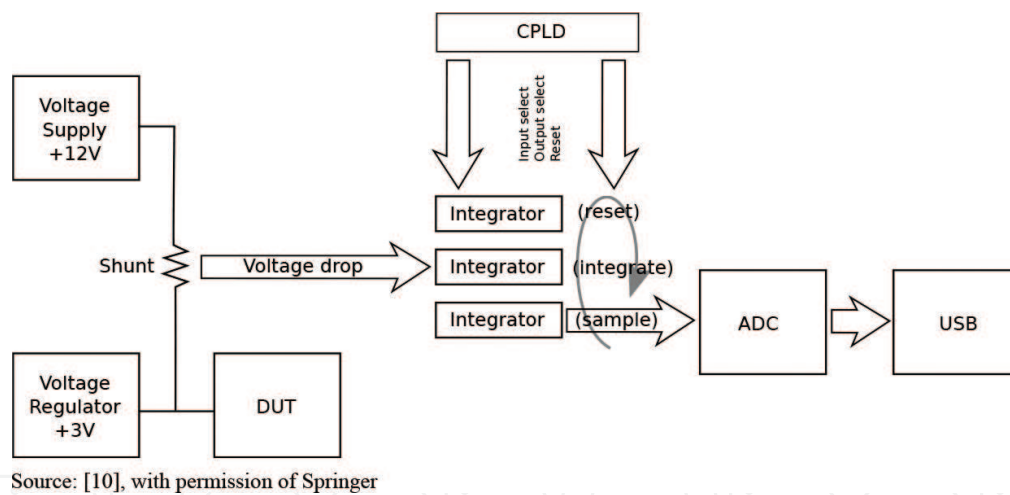 CPLD
Voltage
Supply
+12V
Input select
Output select
Reset
Integrator
(reset)
Shunt
Voltage drop
Integrator
(integrate)
Integrator
(sample)
ADC
USB
Voltage
Regulator
+3V
DUT
Source: [10], with permission of Springer